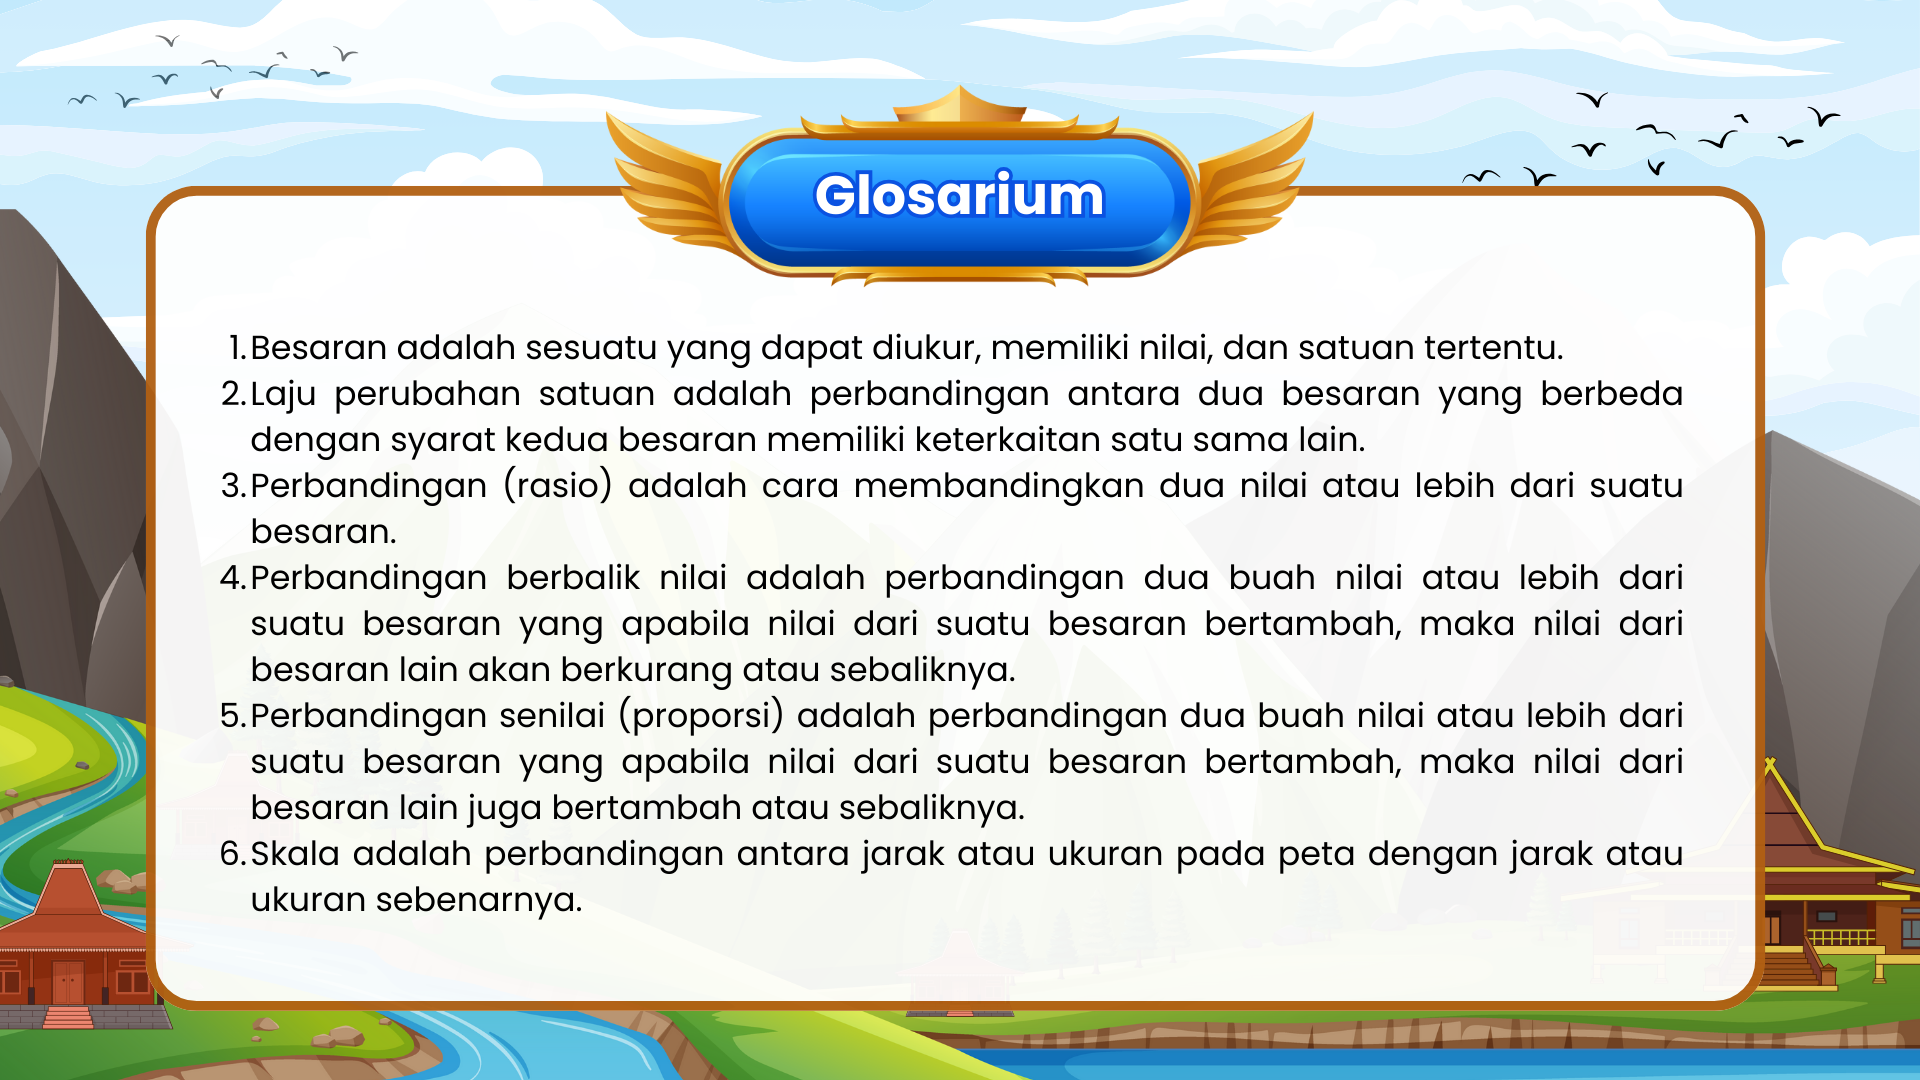 Glosarium
1. Besaran adalah sesuatu yang dapat diukur, memiliki nilai, dan satuan tertentu.
2. Laju perubahan satuan adalah perbandingan antara dua besaran yang berbeda
dengan syarat kedua besaran memiliki keterkaitan satu sama lain.
3. Perbandingan (rasio) adalah cara membandingkan dua nilai atau lebih dari suatu
besaran.
4. Perbandingan berbalik nilai adalah perbandingan dua buah nilai atau lebih dari
suatu besaran yang apabila nilai dari suatu besaran bertambah, maka nilai dari
besaran lain akan berkurang atau sebaliknya.
5. Perbandingan senilai (proporsi) adalah perbandingan dua buah nilai atau lebih dari
suatu besaran yang apabila nilai dari suatu besaran bertambah, maka nilai dari
besaran lain juga bertambah atau sebaliknya.
6. Skala adalah perbandingan antara jarak atau ukuran pada peta dengan jarak atau
ukuran sebenarnya.